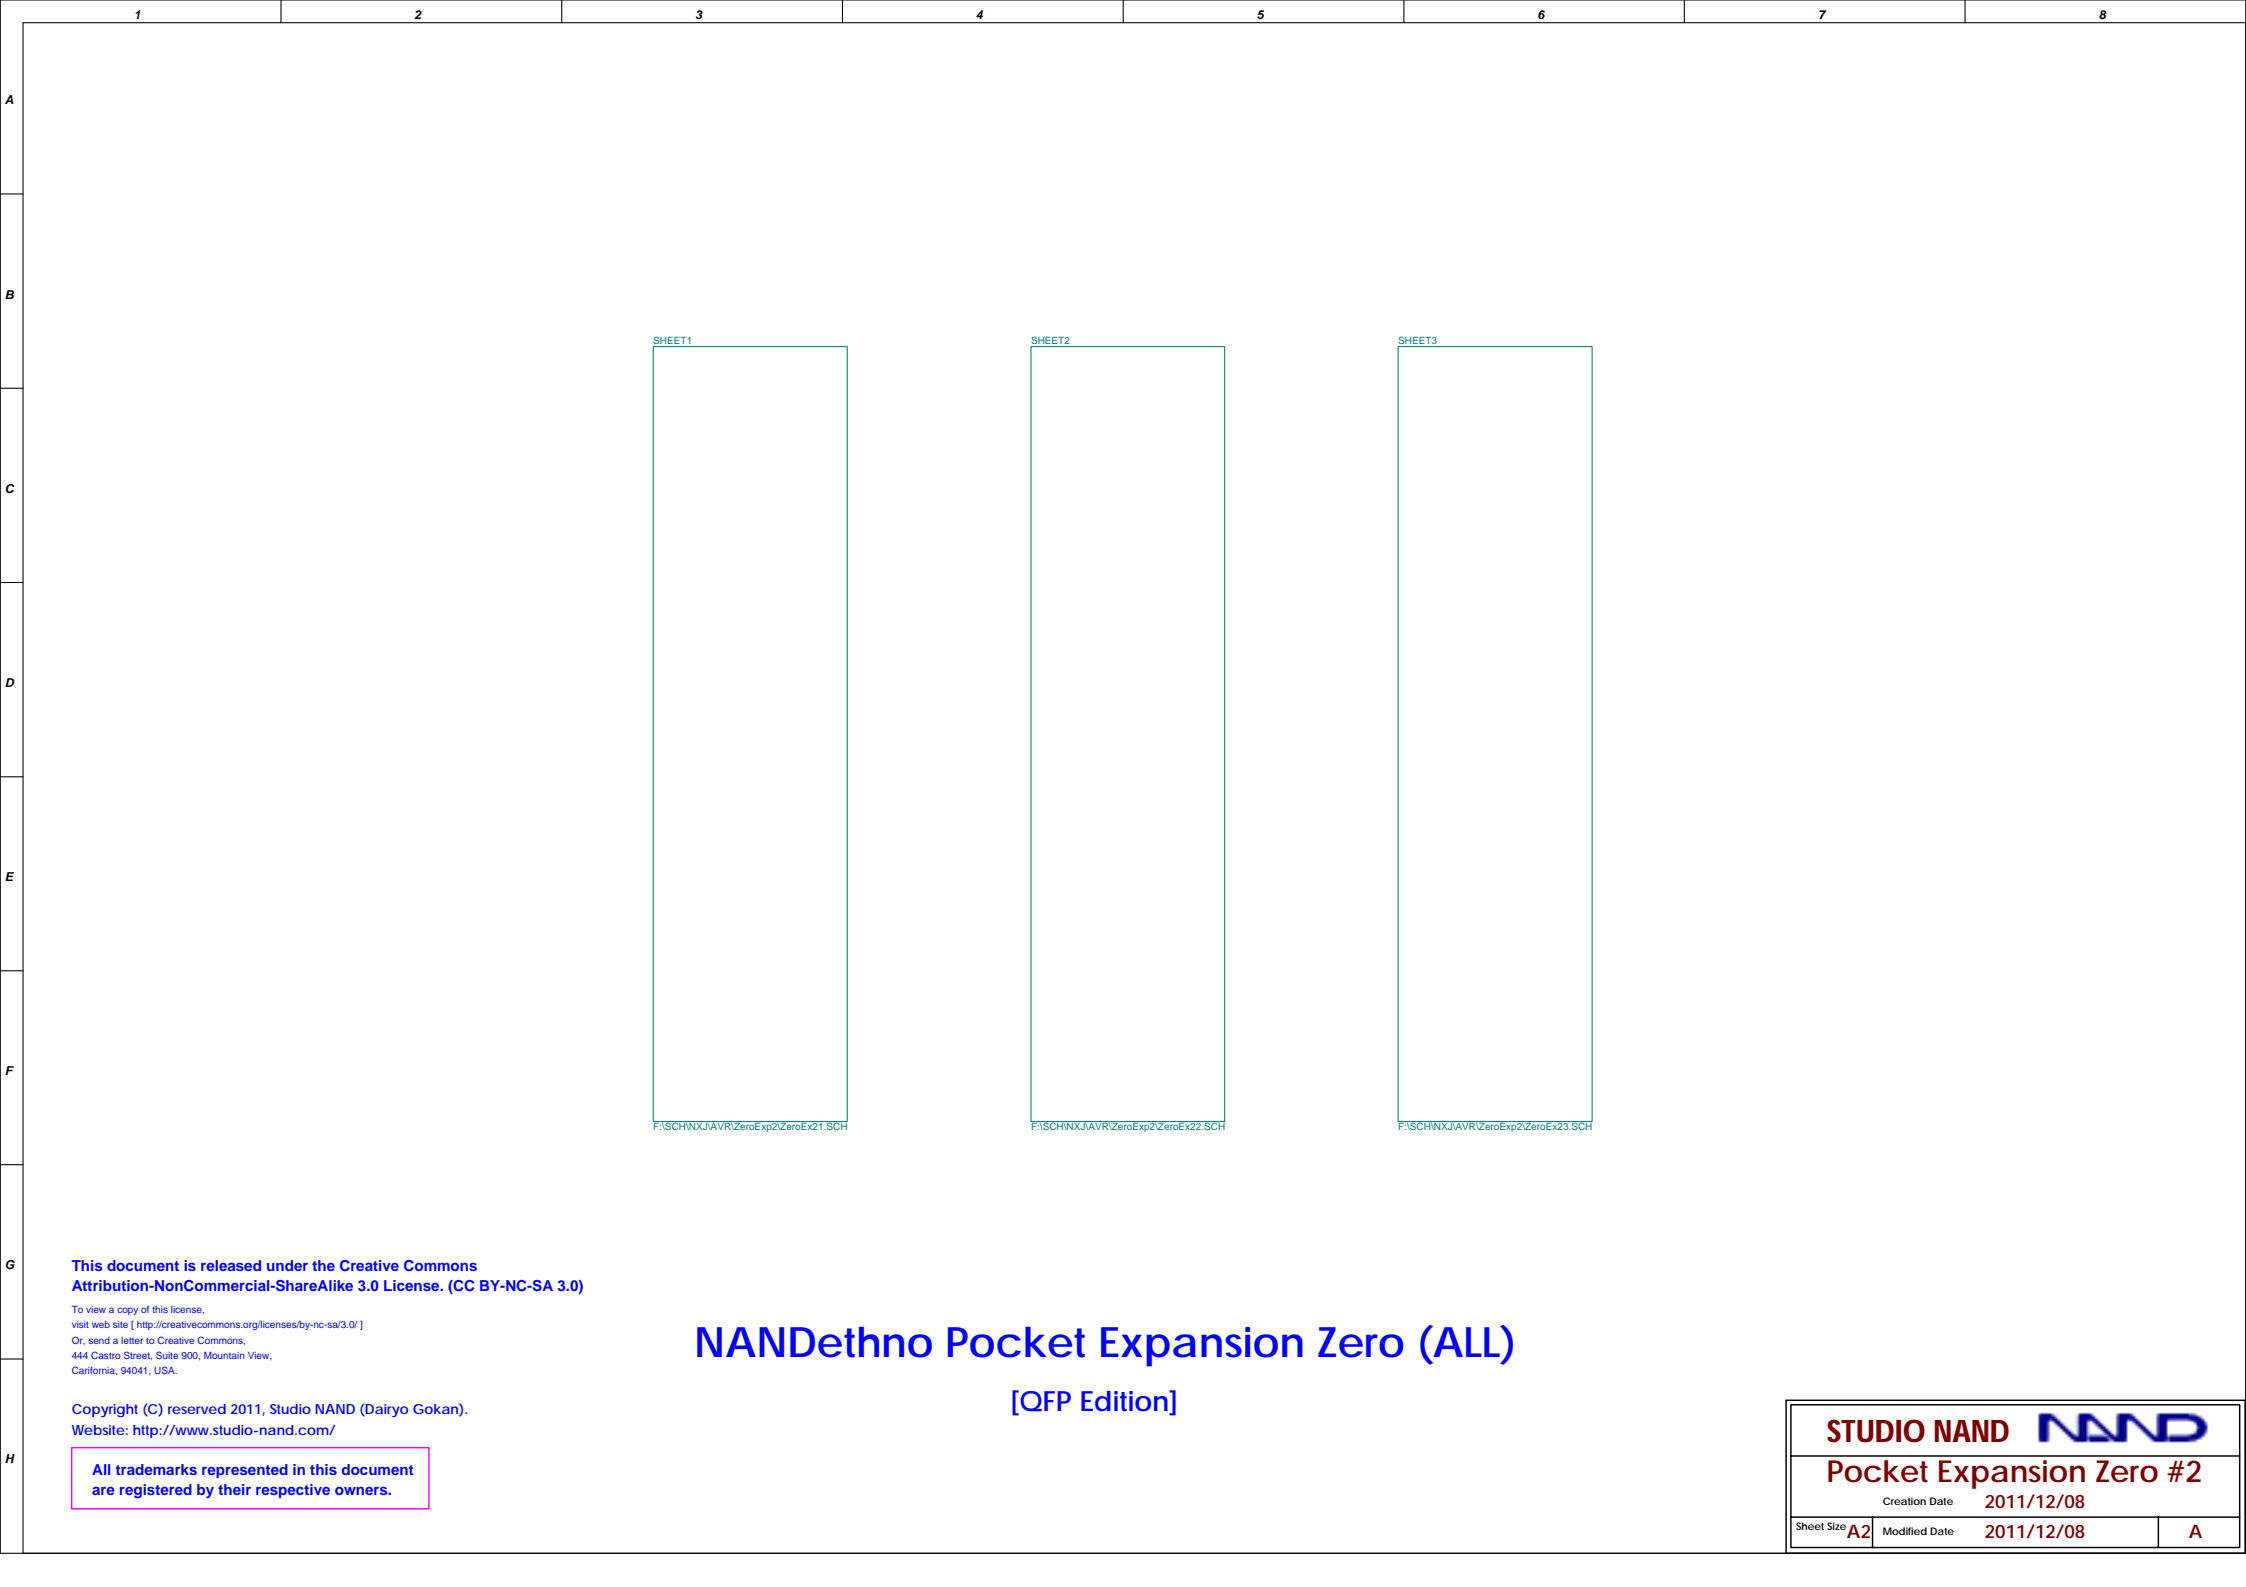 1 2 3 4 5 6 7 8
A
B
C
D
E
F
G
H
SHEET1 SHEET2 SHEET3
F:\SCH\NXJ\AVR\ZeroExp2\ZeroEx21.SCH F:\SCH\NXJ\AVR\ZeroExp2\ZeroEx22.SCH F:\SCH\NXJ\AVR\ZeroExp2\ZeroEx23.SCH
This document is released under the Creative Commons
Attribution-NonCommercial-ShareAlike 3.0 License. (CC BY-NC-SA 3.0)
To view a copy of this license,
visit web site [ http://creativecommons.org/licenses/by-nc-sa/3.0/ ]
Or, send a letter to Creative Commons,
444 Castro Street, Suite 900, Mountain View,
Carifornia, 94041, USA.
Copyright (C) reserved 2011, Studio NAND (Dairyo Gokan).
Website: http://www.studio-nand.com/
All trademarks represented in this document
are registered by their respective owners.
NANDethno Pocket Expansion Zero (ALL)
[QFP Edition]
STUDIO NAND NAND
Pocket Expansion Zero #2
Creation Date 2011/12/08
Sheet Size A2 Modified Date 2011/12/08 A